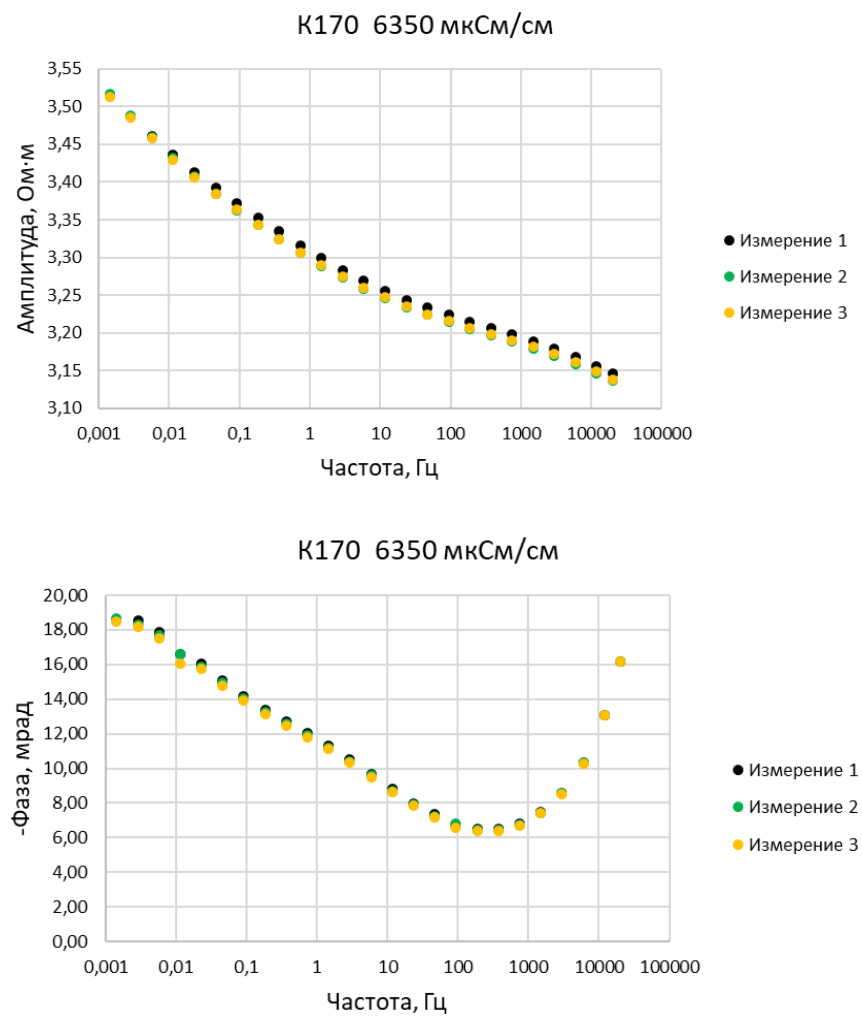 К170 6350 мкСм/см
3,55
3,50
3,45
3,40
3,35
3,30
3,25
3,20
3,15
3,10
Амплитуда, Ом·м
0,001 0,01 0,1 1 10 100 1000 10000 100000
Частота, Гц
Измерение 1
Измерение 2
Измерение 3
К170 6350 мкСм/см
20,00
18,00
16,00
14,00
12,00
10,00
8,00
6,00
4,00
2,00
0,00
-Фаза, мрад
0,001 0,01 0,1 1 10 100 1000 10000 100000
Частота, Гц
Измерение 1
Измерение 2
Измерение 3